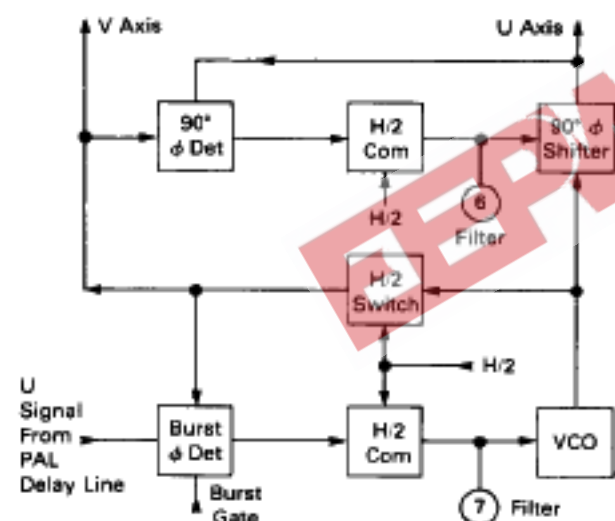 V Axis
U Axis
90°
ϕ Det
H/2
Com
90° ϕ
Shifter
H/2
6
Filter
H/2
Switch
H/2
U
Signal
From
PAL
Delay Line
Burst
ϕ Det
H/2
Com
VCO
Burst
Gate
7
Filter